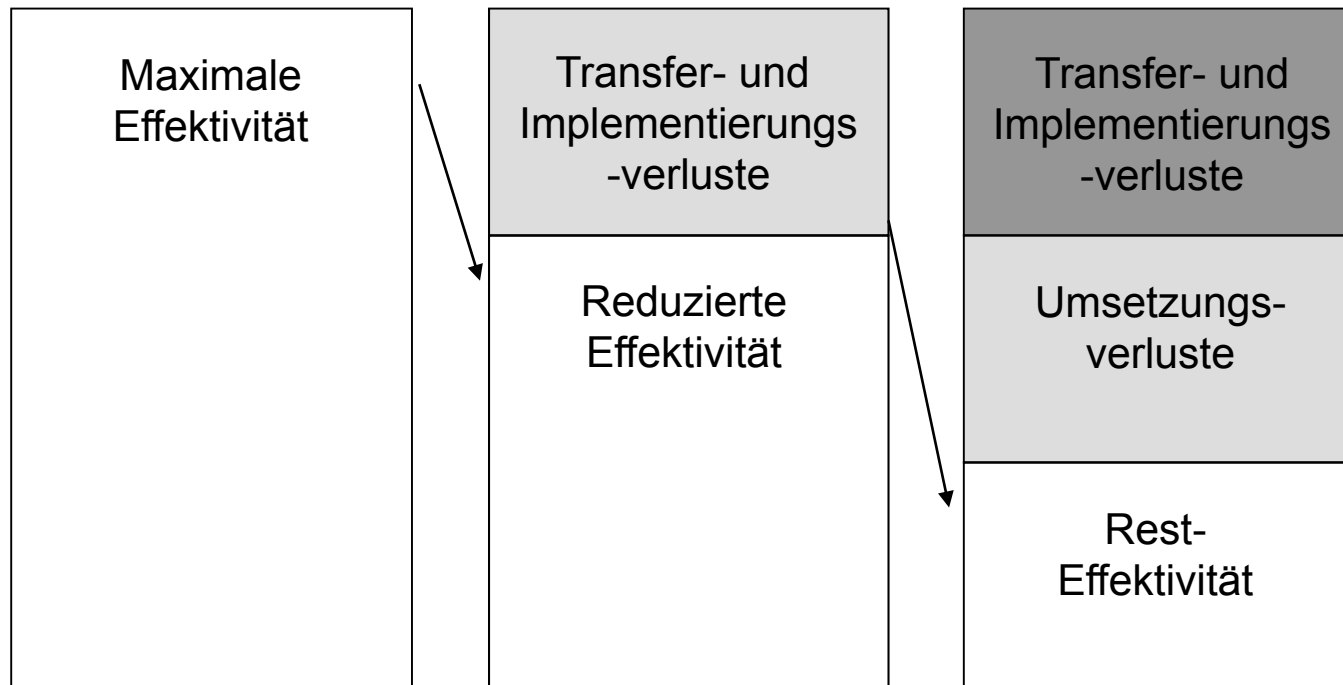 Maximale
Effektivität
Transfer- und
Implementierungs
-verluste
Reduzierte
Effektivität
Transfer- und
Implementierungs
-verluste
Umsetzungs-
verluste
Rest-
Effektivität